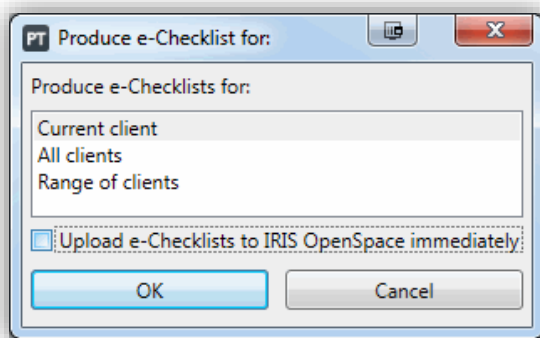 PT Produce e-Checklist for:
Produce e-Checklists for:
Current client
All clients
Range of clients
Upload e-Checklists to IRIS OpenSpace immediately
OK Cancel